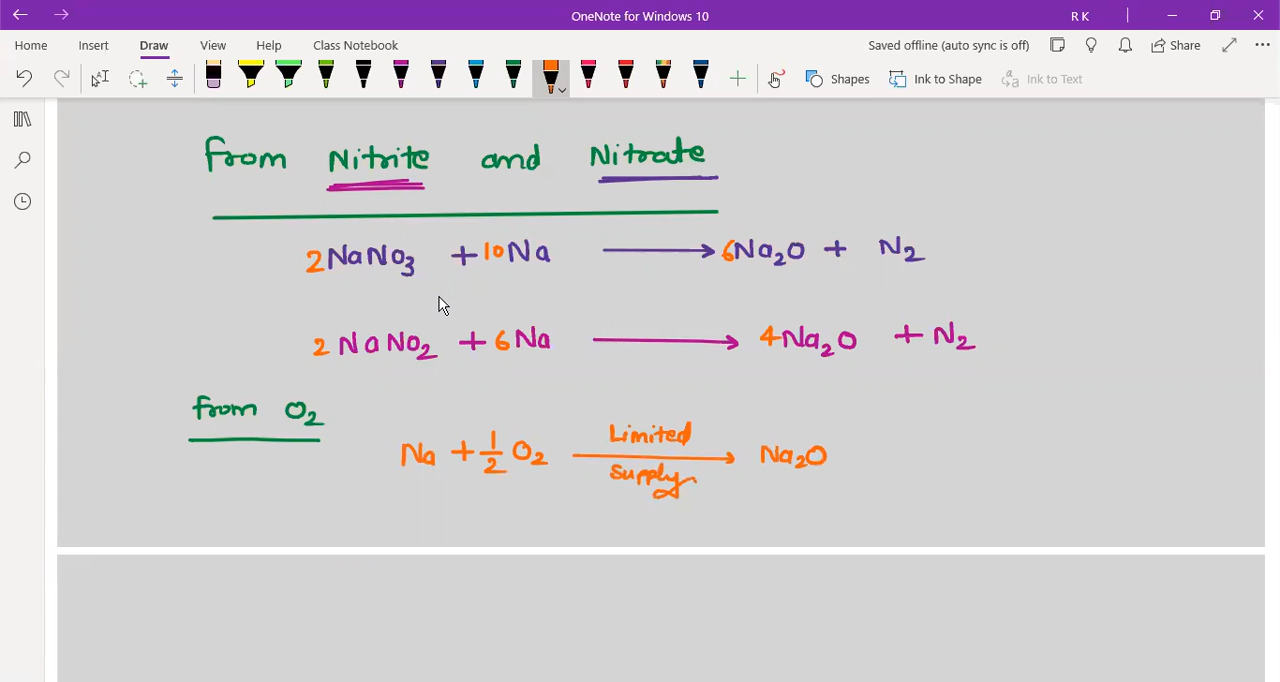 OneNote for Windows 10
R K
Home Insert Draw View Help Class Notebook
Saved offline (auto sync is off) Share
Shapes Ink to Shape Ink to Text
From Nitrite and Nitrate
2NaNO3 + 10Na → 6Na2O + N2
2NaNO2 + 6Na → 4Na2O + N2
From O2
Limited
Na + 1/2 O2 → Na2O
Supply